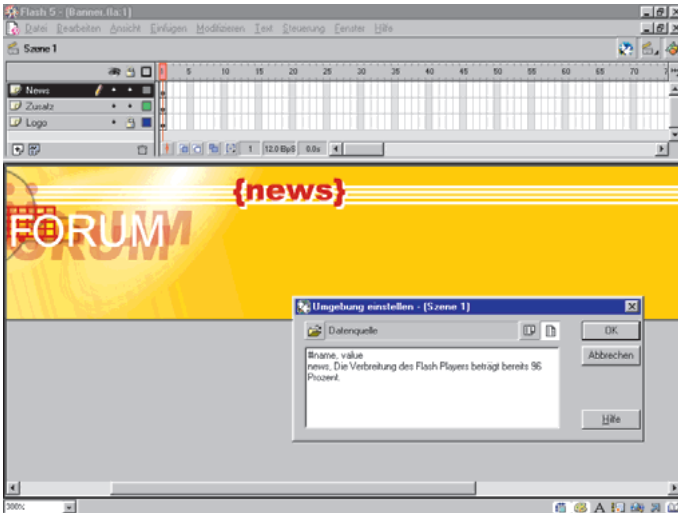 Flash 5 - [Banner.fla:1]
Datei Bearbeiten Ansicht Einfügen Modifizieren Text Steuerung Fenster Hilfe
Szene 1
1 5 10 15 20 25 30 35 40 45 50 55 60 65 70
News
Zusatz
Logo
1 12.0 BpS 0.0s
{news}
FORUM
Umgebung einstellen - (Szene 1)
Datenquelle
OK
#name, value
Abbrechen
news, Die Verbreitung des Flash Players beträgt bereits 96
Prozent.
Hilfe
300%